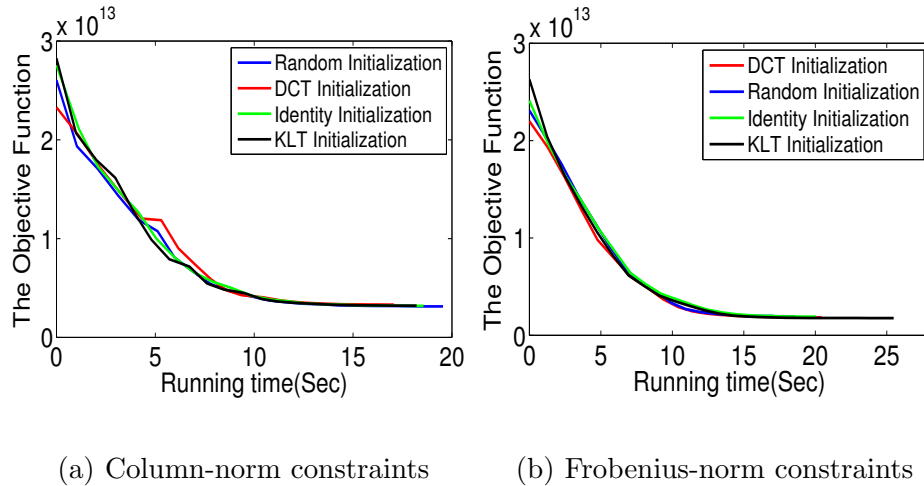 x 10^13
3
2
1
0
The Objective Function
Random Initialization
DCT Initialization
Identity Initialization
KLT Initialization
0 5 10 15 20
Running time(Sec)
(a) Column-norm constraints
x 10^13
3
2
1
0
The Objective Function
DCT Initialization
Random Initialization
Identity Initialization
KLT Initialization
0 5 10 15 20 25
Running time(Sec)
(b) Frobenius-norm constraints